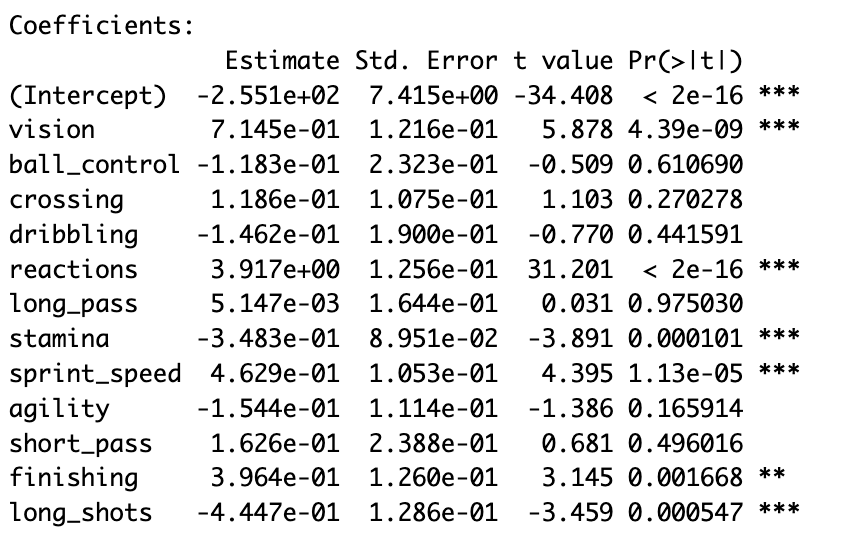 Coefficients:
Estimate Std. Error t value Pr(>|t|)
(Intercept) -2.551e+02 7.415e+00 -34.408 < 2e-16 ***
vision 7.145e-01 1.216e-01 5.878 4.39e-09 ***
ball_control -1.183e-01 2.323e-01 -0.509 0.610690
crossing 1.186e-01 1.075e-01 1.103 0.270278
dribbling -1.462e-01 1.900e-01 -0.770 0.441591
reactions 3.917e+00 1.256e-01 31.201 < 2e-16 ***
long_pass 5.147e-03 1.644e-01 0.031 0.975030
stamina -3.483e-01 8.951e-02 -3.891 0.000101 ***
sprint_speed 4.629e-01 1.053e-01 4.395 1.13e-05 ***
agility -1.544e-01 1.114e-01 -1.386 0.165914
short_pass 1.626e-01 2.388e-01 0.681 0.496016
finishing 3.964e-01 1.260e-01 3.145 0.001668 **
long_shots -4.447e-01 1.286e-01 -3.459 0.000547 ***